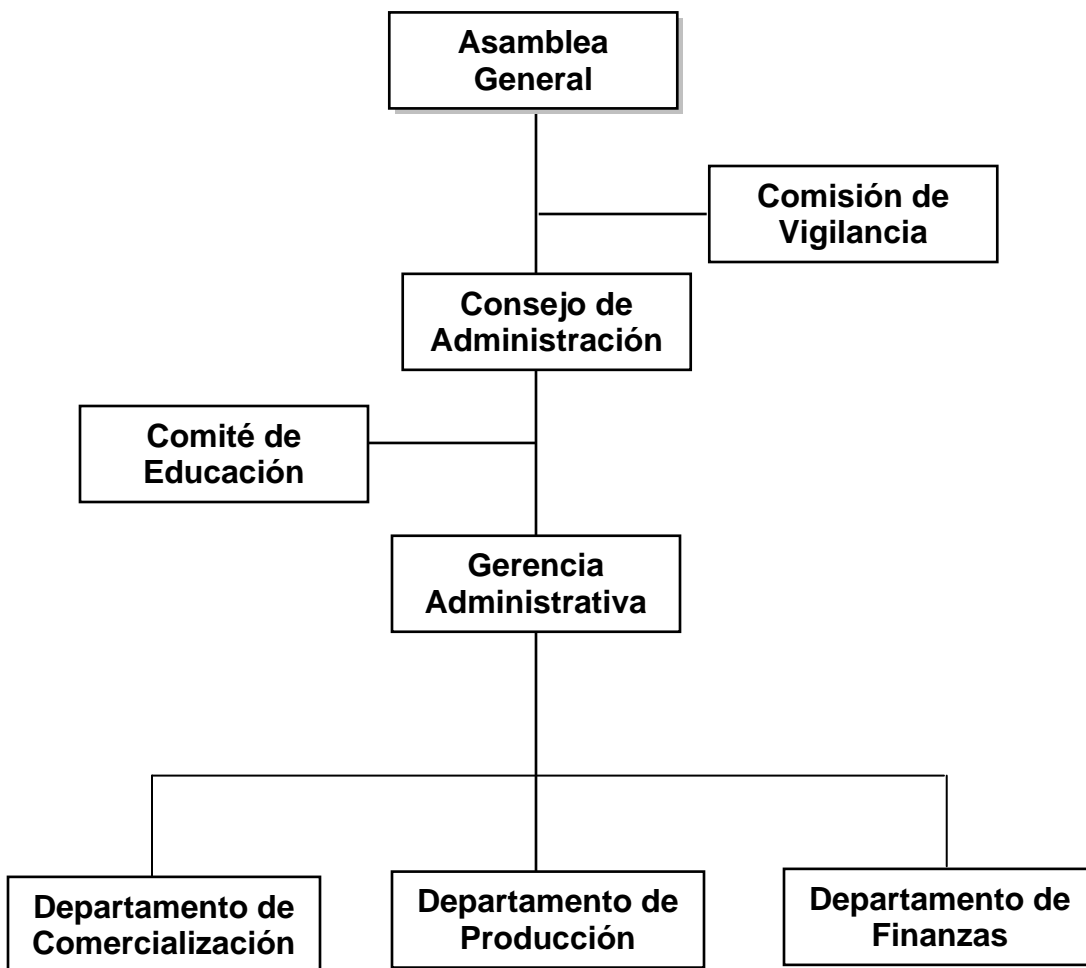 Asamblea
General
Comisión de
Vigilancia
Consejo de
Administración
Comité de
Educación
Gerencia
Administrativa
Departamento de
Comercialización
Departamento de
Producción
Departamento de
Finanzas